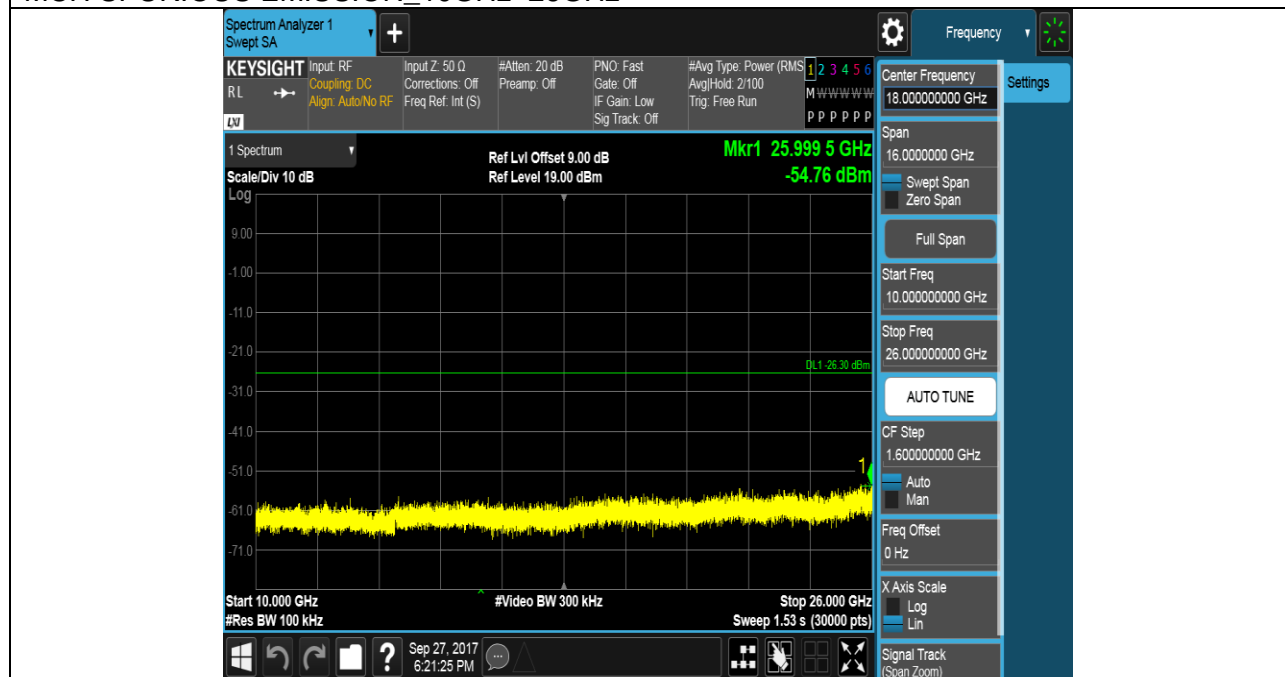 Spectrum Analyzer 1
Swept SA
Frequency
KEYSIGHT
RL
LXI
Input: RF
Coupling: DC
Align: Auto/No RF
Input Z: 50 Ω
Corrections: Off
Freq Ref: Int (S)
#Atten: 20 dB
Preamp: Off
PNO: Fast
Gate: Off
IF Gain: Low
Sig Track: Off
#Avg Type: Power (RMS
Avg|Hold: 2/100
Trig: Free Run
1 2 3 4 5 6
M W W W W W
P P P P P P
1 Spectrum
Scale/Div 10 dB
Ref Lvl Offset 9.00 dB
Ref Level 19.00 dBm
Mkr1 25.999 5 GHz
-54.76 dBm
Log
9.00
-1.00
-11.0
-21.0
DL1 -26.30 dBm
-31.0
-41.0
-51.0
1
-61.0
-71.0
Start 10.000 GHz
#Video BW 300 kHz
Stop 26.000 GHz
#Res BW 100 kHz
Sweep 1.53 s (30000 pts)
?
Sep 27, 2017
6:21:25 PM
Center Frequency
18.000000000 GHz
Settings
Span
16.0000000 GHz
Swept Span
Zero Span
Full Span
Start Freq
10.000000000 GHz
Stop Freq
26.000000000 GHz
AUTO TUNE
CF Step
1.600000000 GHz
Auto
Man
Freq Offset
0 Hz
X Axis Scale
Log
Lin
Signal Track
(Span Zoom)